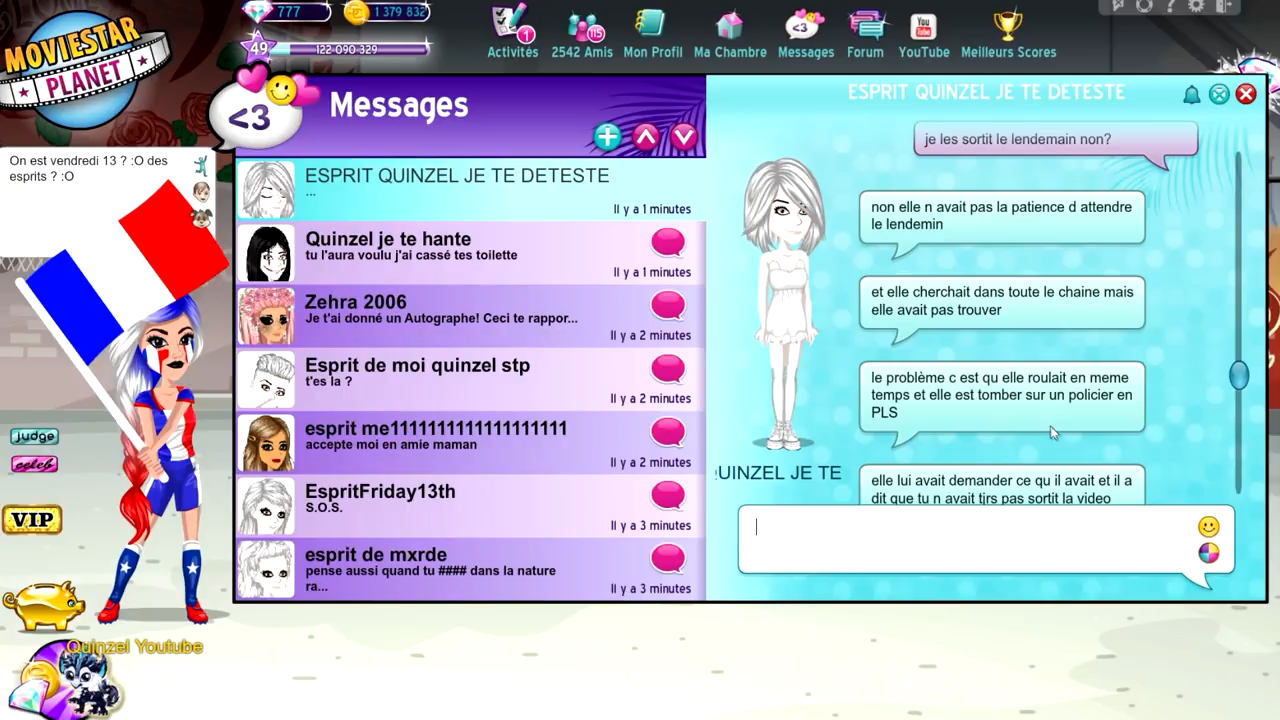 MOVIESTAR
PLANET
777
1 379 832
49
122 090 329
1
Activités
115
2542 Amis
Mon Profil
Ma Chambre
<3
Messages
Forum
You
Tube
YouTube
Meilleurs Scores
On est vendredi 13 ? :O des
esprits ? :O
judge
celeb
VIP
Quinzel Youtube
<3
Messages
ESPRIT QUINZEL JE TE DETESTE
...
Il y a 1 minutes
Quinzel je te hante
tu l'aura voulu j'ai cassé tes toilette
Il y a 1 minutes
Zehra 2006
Je t'ai donné un Autographe! Ceci te rappor...
Il y a 2 minutes
Esprit de moi quinzel stp
t'es la ?
Il y a 2 minutes
esprit me1111111111111111111
accepte moi en amie maman
Il y a 2 minutes
EspritFriday13th
S.O.S.
Il y a 3 minutes
esprit de mxrde
pense aussi quand tu #### dans la nature
ra...
Il y a 3 minutes
ESPRIT QUINZEL JE TE DETESTE
je les sortit le lendemain non?
non elle n avait pas la patience d attendre
le lendemin
et elle cherchait dans toute le chaine mais
elle avait pas trouver
le problème c est qu elle roulait en meme
temps et elle est tomber sur un policier en
PLS
elle lui avait demander ce qu il avait et il a
dit que tu n avait tjrs pas sortit la video
UINZEL JE TE